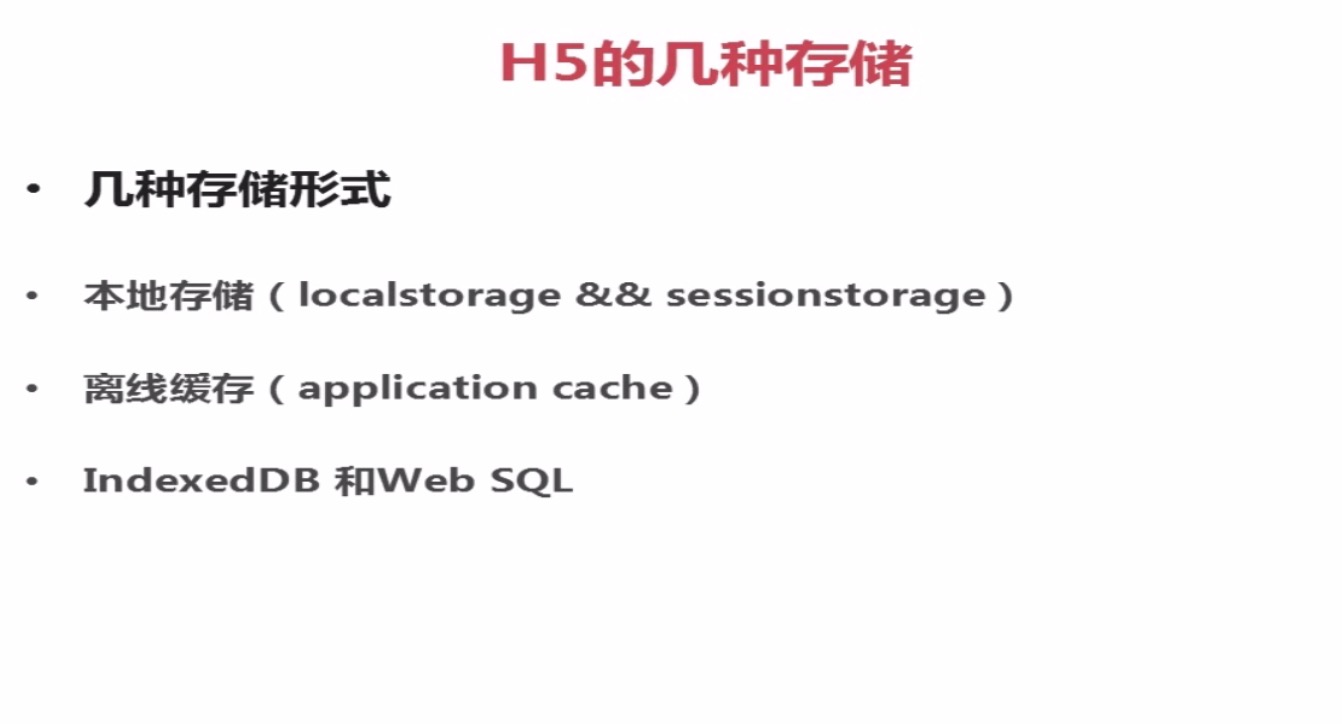 H5的几种存储
• 几种存储形式
• 本地存储（localstorage && sessionstorage）
• 离线缓存（application cache）
• IndexedDB 和Web SQL